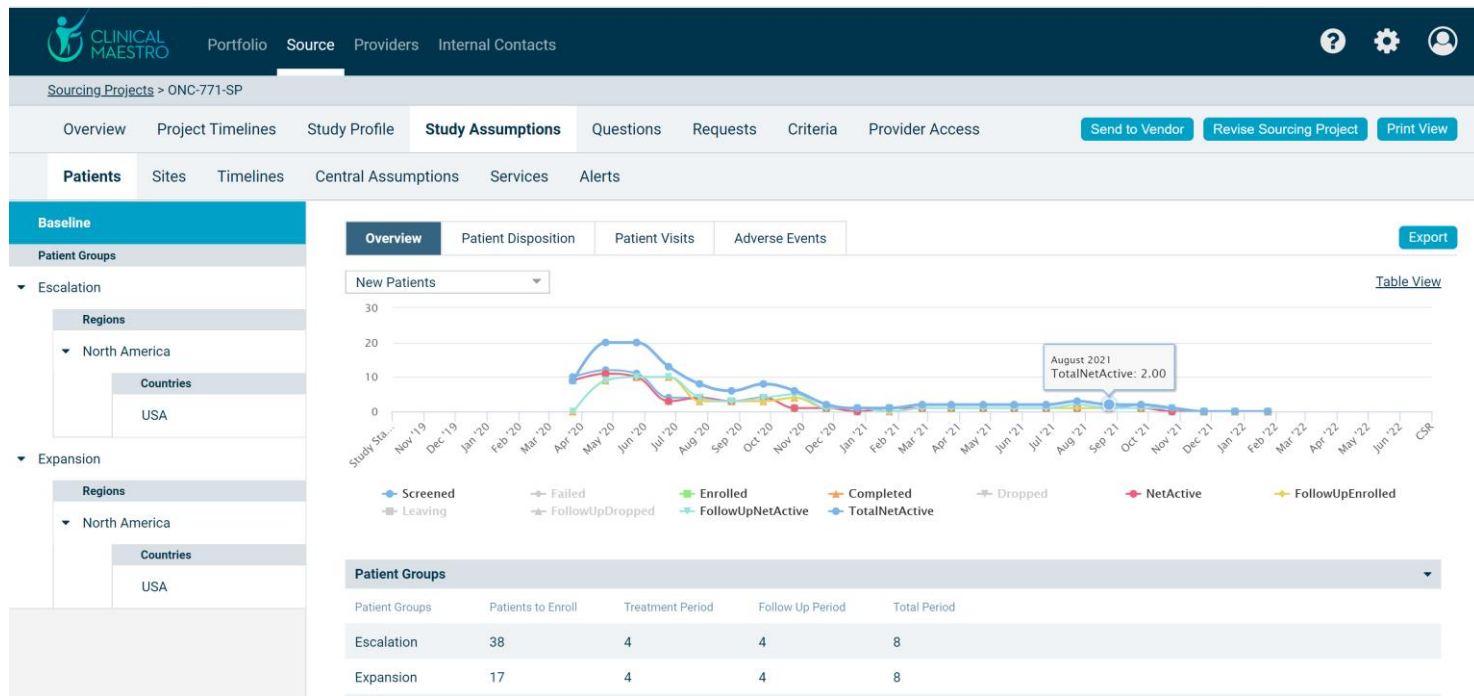 CLINICAL
MAESTRO
Portfolio Source Providers Internal Contacts
?
Sourcing Projects > ONC-771-SP
Overview Project Timelines Study Profile Study Assumptions Questions Requests Criteria Provider Access Send to Vendor Revise Sourcing Project Print View
Patients Sites Timelines Central Assumptions Services Alerts
Baseline
Patient Groups
Escalation
Regions
North America
Countries
USA
Expansion
Regions
North America
Countries
USA
Overview Patient Disposition Patient Visits Adverse Events Export
New Patients Table View
30
20
10
0
August 2021
TotalNetActive: 2.00
Study Sta... Nov '19 Dec '19 Jan '20 Feb '20 Mar '20 Apr '20 May '20 Jun '20 Jul '20 Aug '20 Sep '20 Oct '20 Nov '20 Dec '20 Jan '21 Feb '21 Mar '21 Apr '21 May '21 Jun '21 Jul '21 Aug '21 Sep '21 Oct '21 Nov '21 Dec '21 Jan '22 Feb '22 Mar '22 Apr '22 May '22 Jun '22 CSR
Screened Failed Enrolled Completed Dropped NetActive FollowUpEnrolled
Leaving FollowUpDropped FollowUpNetActive TotalNetActive
Patient Groups
Patient Groups Patients to Enroll Treatment Period Follow Up Period Total Period
Escalation 38 4 4 8
Expansion 17 4 4 8